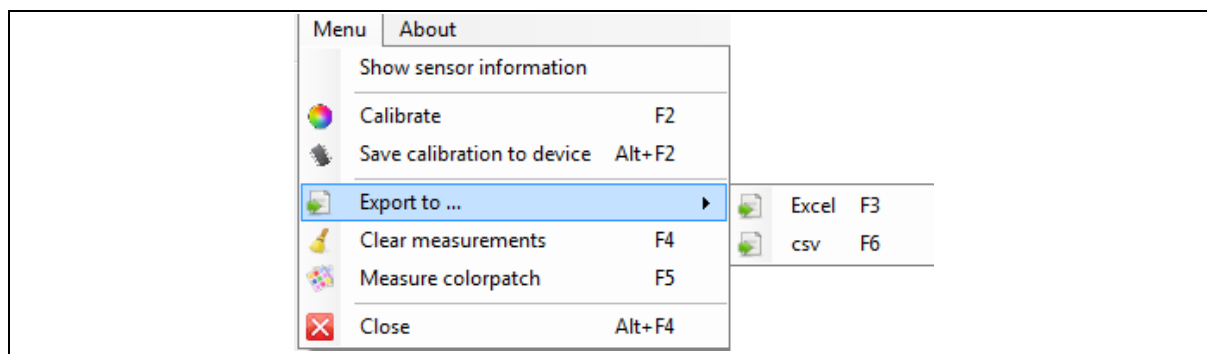 Menu About
Show sensor information
Calibrate F2
Save calibration to device Alt+F2
Export to ... Excel F3
Clear measurements F4 csv F6
Measure colorpatch F5
Close Alt+F4